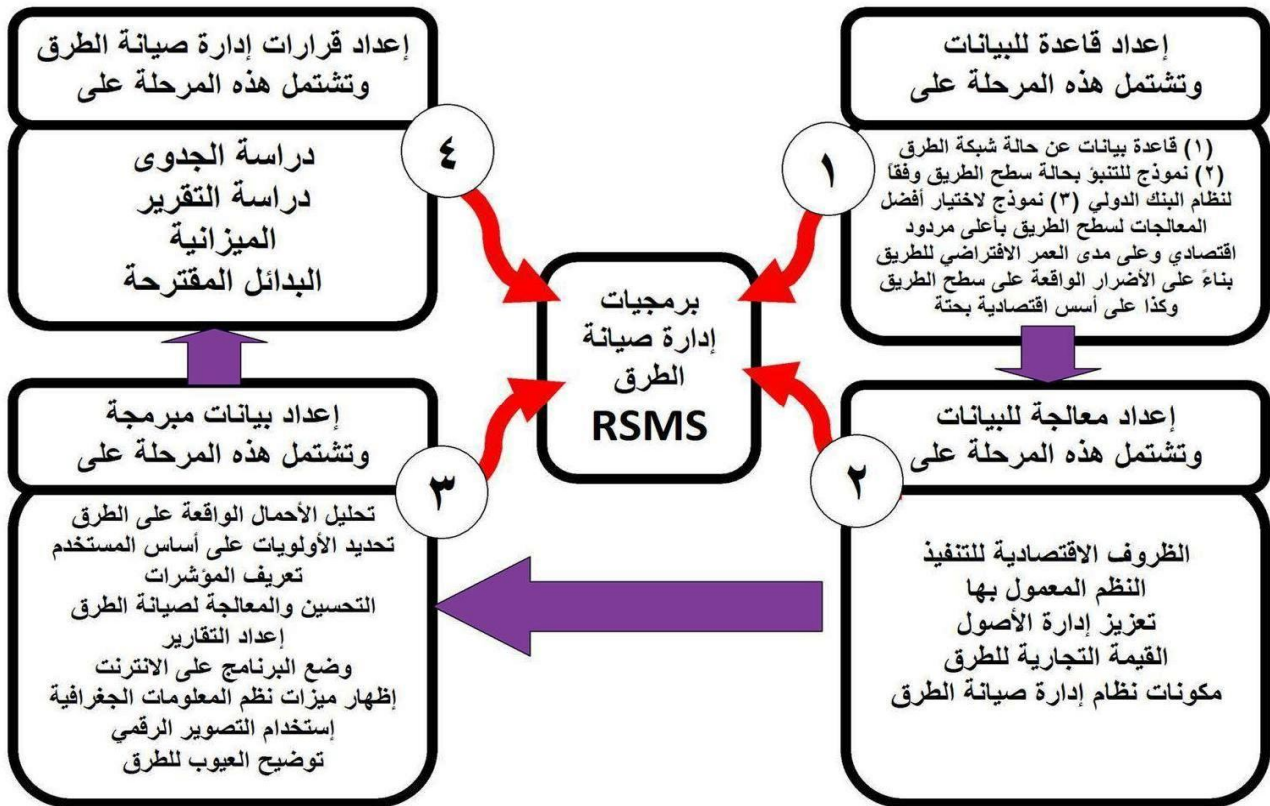 إعداد قاعدة للبيانات
وتشتمل هذه المرحلة على
(١) قاعدة بيانات عن حالة شبكة الطرق
(٢) نموذج للتنبؤ بحالة سطح الطريق وفقاً
لنظام البنك الدولي (٣) نموذج لاختيار أفضل
المعالجات لسطح الطريق بأعلى مردود
اقتصادي وعلى مدى العمر الافتراضي للطريق
بناءً على الأضرار الواقعة على سطح الطريق
وكذا على أسس اقتصادية بحتة
١
إعداد معالجة للبيانات
وتشتمل هذه المرحلة على
٢
الظروف الاقتصادية للتنفيذ
النظم المعمول بها
تعزيز إدارة الأصول
القيمة التجارية للطرق
مكونات نظام إدارة صيانة الطرق
برمجيات
إدارة صيانة
الطرق
RSMS
إعداد بيانات مبرمجة
وتشتمل هذه المرحلة على
٣
تحليل الأحمال الواقعة على الطرق
تحديد الأولويات على أساس المستخدم
تعريف المؤشرات
التحسين والمعالجة لصيانة الطرق
إعداد التقارير
وضع البرنامج على الانترنت
إظهار ميزات نظم المعلومات الجغرافية
إستخدام التصوير الرقمي
توضيح العيوب للطرق
إعداد قرارات إدارة صيانة الطرق
وتشتمل هذه المرحلة على
٤
دراسة الجدوى
دراسة التقرير
الميزانية
البدائل المقترحة